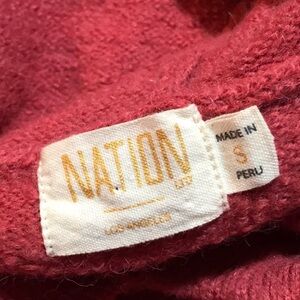 NATION
LTD
LOS ANGELES
MADE IN
S
PERU